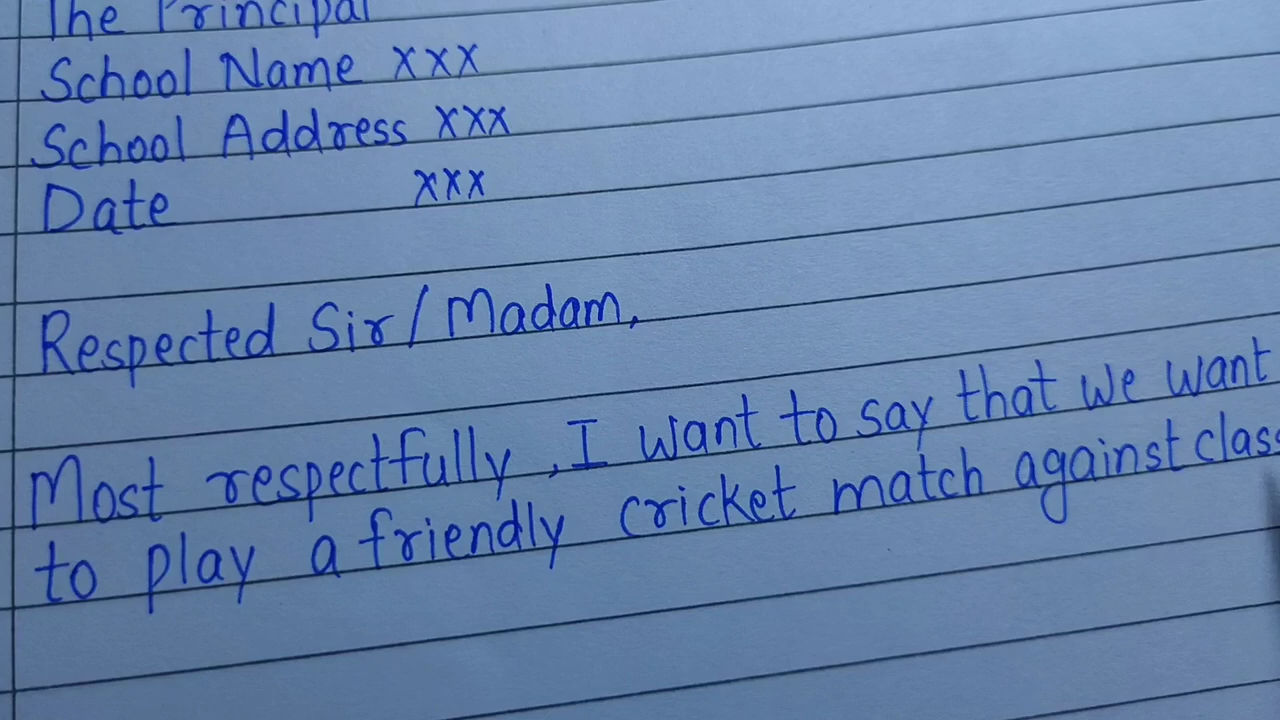 The Principal
School Name xxx
School Address xxx
Date xxx
Respected Sir/Madam,
Most respectfully, I want to say that we want
to play a friendly cricket match against class